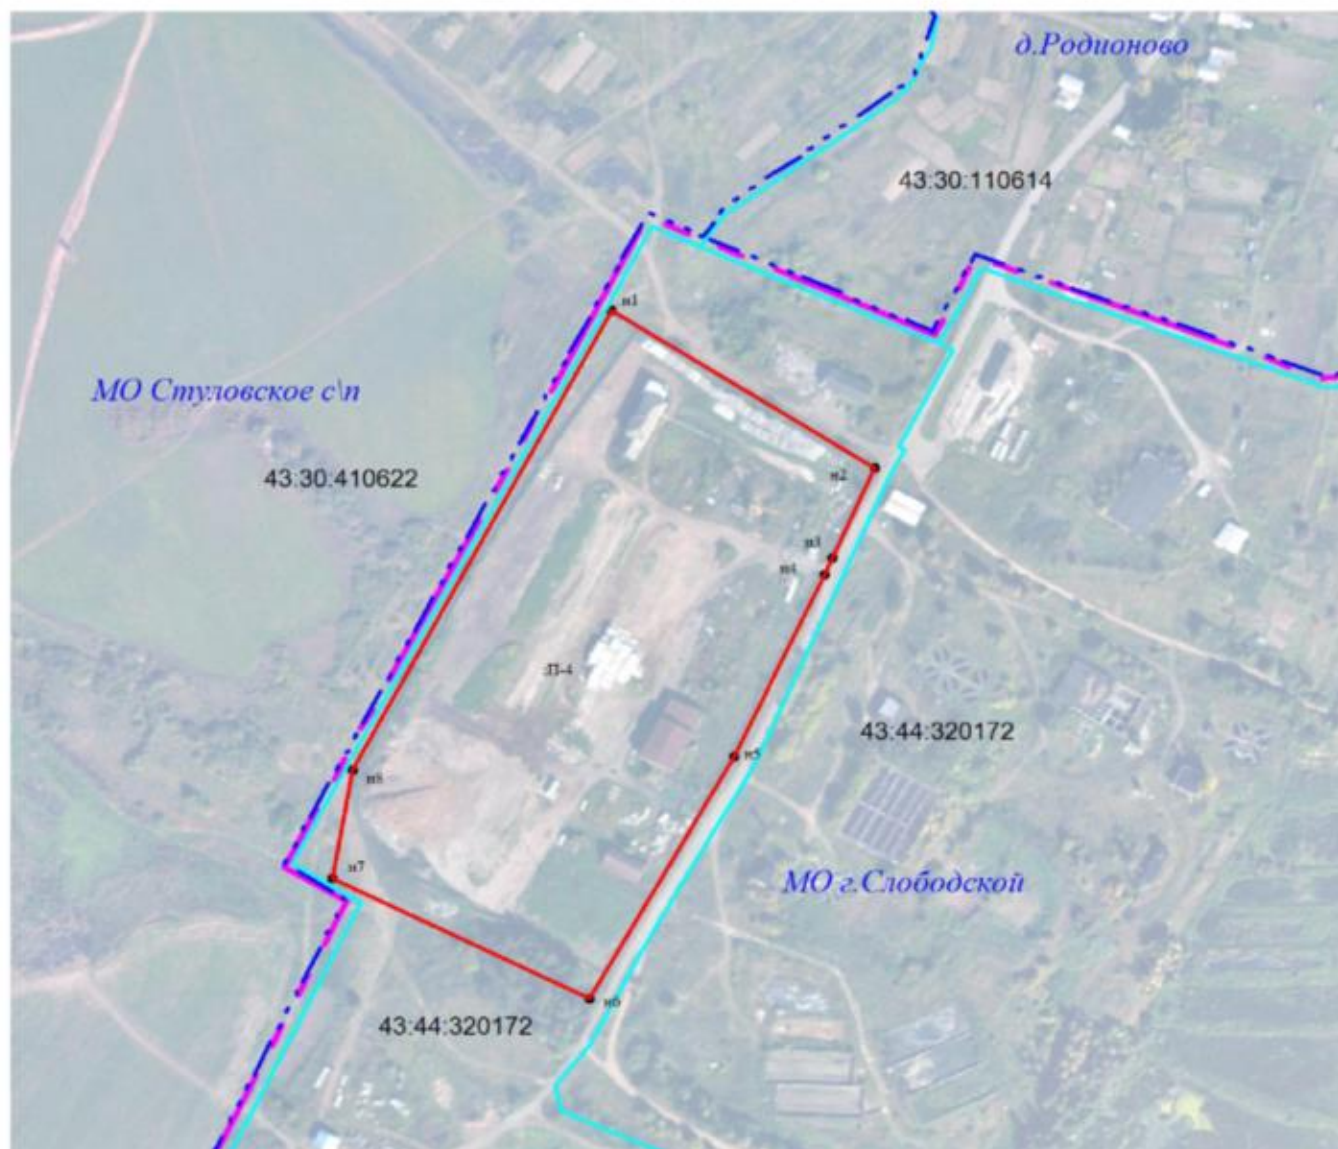 д.Родионово
43:30:110614
н1
МО Стуловское с\п
43:30:410622
н2
н3
н4
:П-4
43:44:320172
н5
н8
н7
МО г.Слободской
н6
43:44:320172